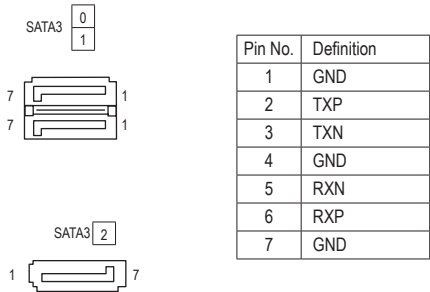 SATA3 0
1
7 1
7 1
SATA3 2
1 7
Pin No. Definition
1 GND
2 TXP
3 TXN
4 GND
5 RXN
6 RXP
7 GND